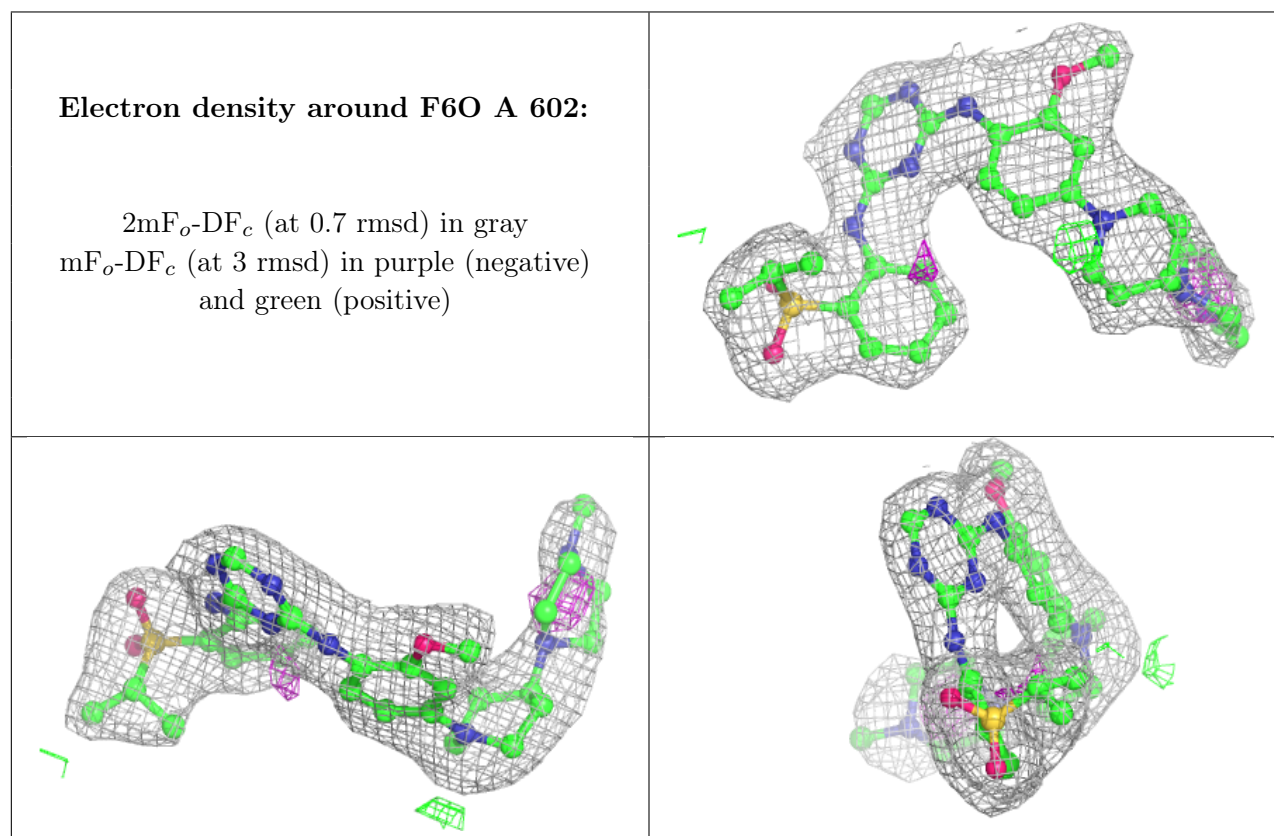 Electron density around F6O A 602:
2mFo-DFc (at 0.7 rmsd) in gray
mFo-DFc (at 3 rmsd) in purple (negative)
and green (positive)